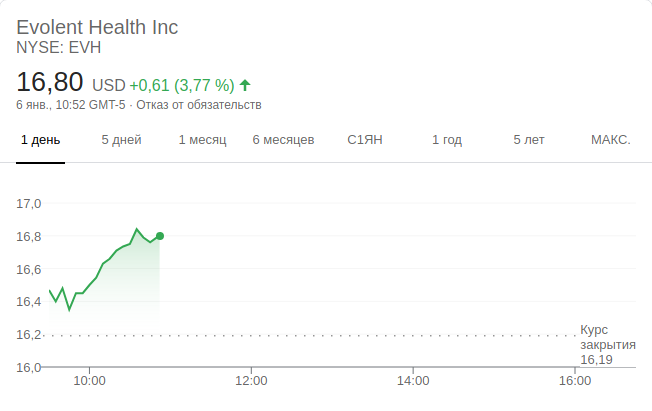 Evolent Health Inc
NYSE: EVH
16,80 USD +0,61 (3,77 %)
6 янв., 10:52 GMT-5 · Отказ от обязательств
1 день 5 дней 1 месяц 6 месяцев С1ЯН 1 год 5 лет МАКС.
17,0
16,8
16,6
16,4
16,2
Курс
закрытия
16,19
16,0
10:00 12:00 14:00 16:00